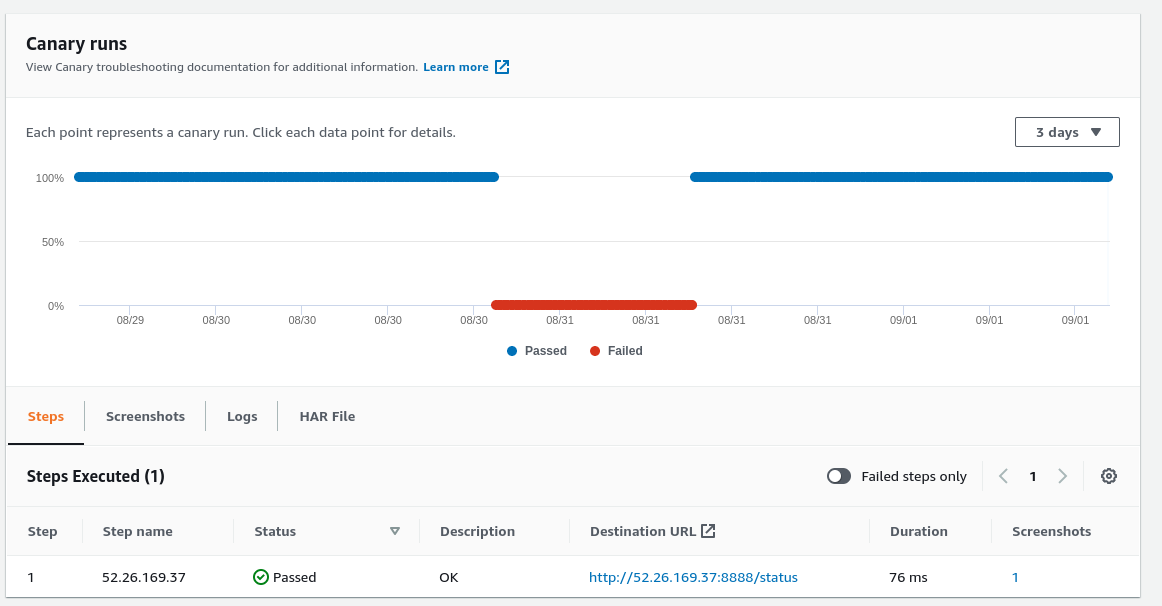 Canary runs
View Canary troubleshooting documentation for additional information. Learn more
Each point represents a canary run. Click each data point for details.
3 days
100%
50%
0%
08/29 08/30 08/30 08/30 08/30 08/31 08/31 08/31 08/31 09/01 09/01 09/01
Passed Failed
Steps Screenshots Logs HAR File
Steps Executed (1) Failed steps only 1
Step Step name Status Description Destination URL Duration Screenshots
1 52.26.169.37 Passed OK http://52.26.169.37:8888/status 76 ms 1